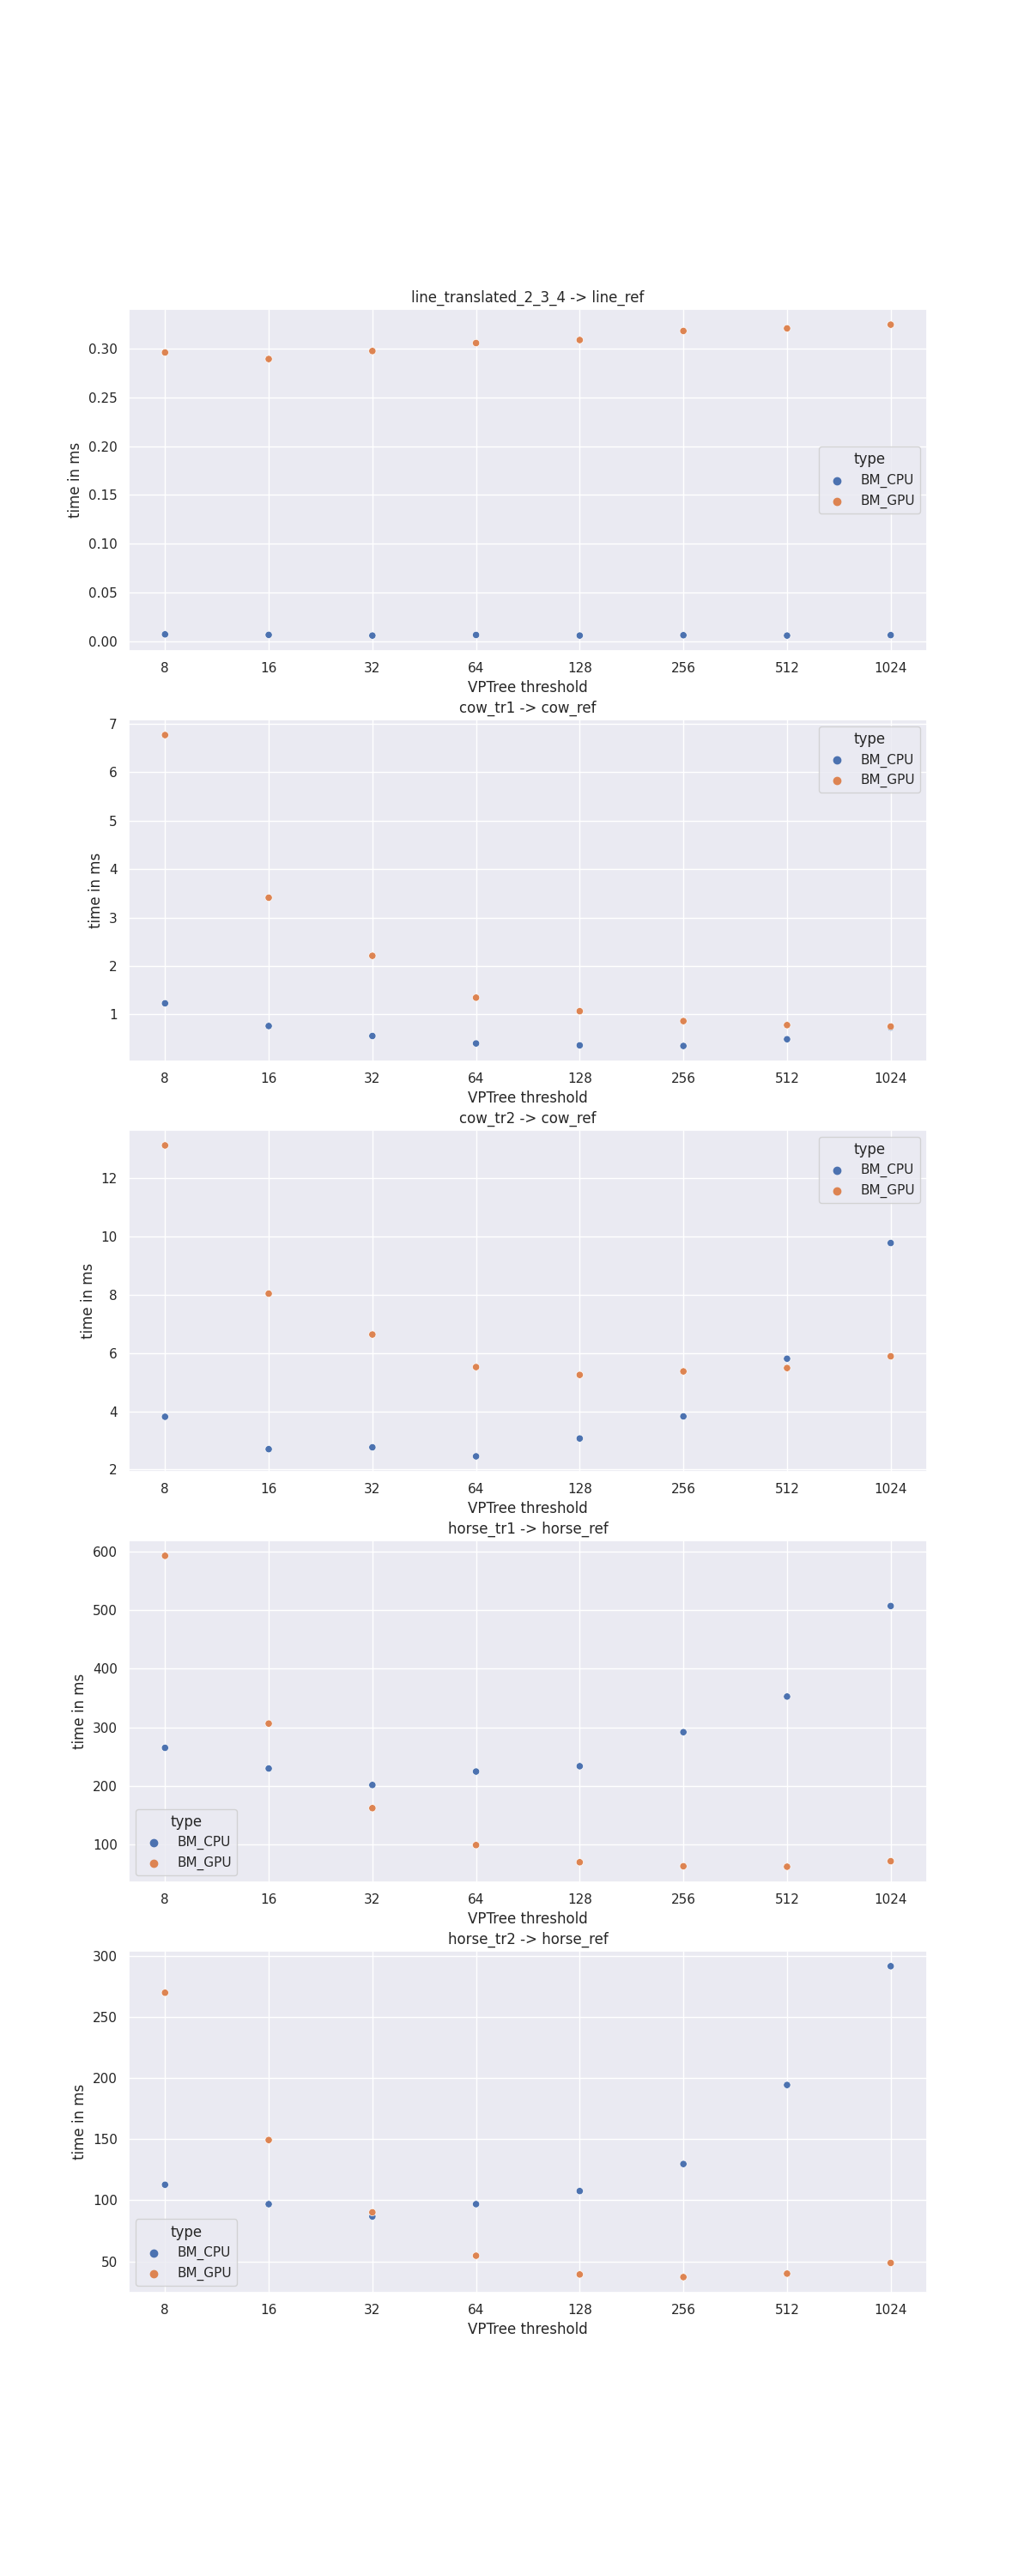 line_translated_2_3_4 -> line_ref
0.30
0.25
0.20
0.15
0.10
0.05
0.00
time in ms
type
BM_CPU
BM_GPU
8 16 32 64 128 256 512 1024
VPTree threshold
cow_tr1 -> cow_ref
7
6
5
4
3
2
1
time in ms
type
BM_CPU
BM_GPU
8 16 32 64 128 256 512 1024
VPTree threshold
cow_tr2 -> cow_ref
12
10
8
6
4
2
time in ms
type
BM_CPU
BM_GPU
8 16 32 64 128 256 512 1024
VPTree threshold
horse_tr1 -> horse_ref
600
500
400
300
200
100
time in ms
type
BM_CPU
BM_GPU
8 16 32 64 128 256 512 1024
VPTree threshold
horse_tr2 -> horse_ref
300
250
200
150
100
50
time in ms
type
BM_CPU
BM_GPU
8 16 32 64 128 256 512 1024
VPTree threshold